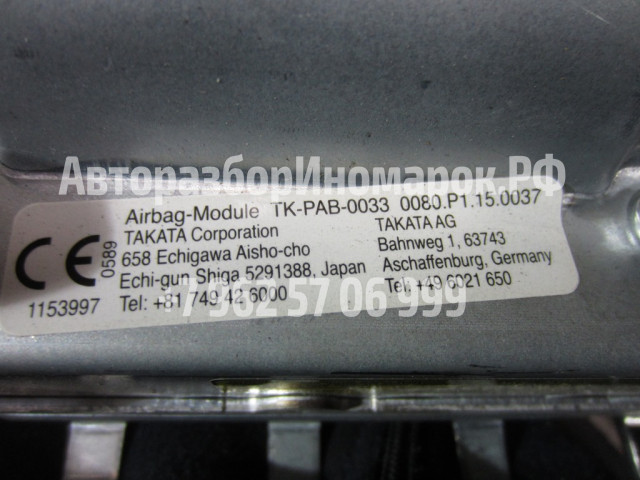 АвторазборИномарок.РФ
Airbag-Module TK-PAB-0033 0080.P1.15.0037
CE 0589
1153997
TAKATA Corporation
658 Echigawa Aisho-cho
Echi-gun Shiga 5291388, Japan
Tel: +81 749 42 6000
TAKATA AG
Bahnweg 1, 63743
Aschaffenburg, Germany
Tel: +49 6021 650
+7 962 57 06 999